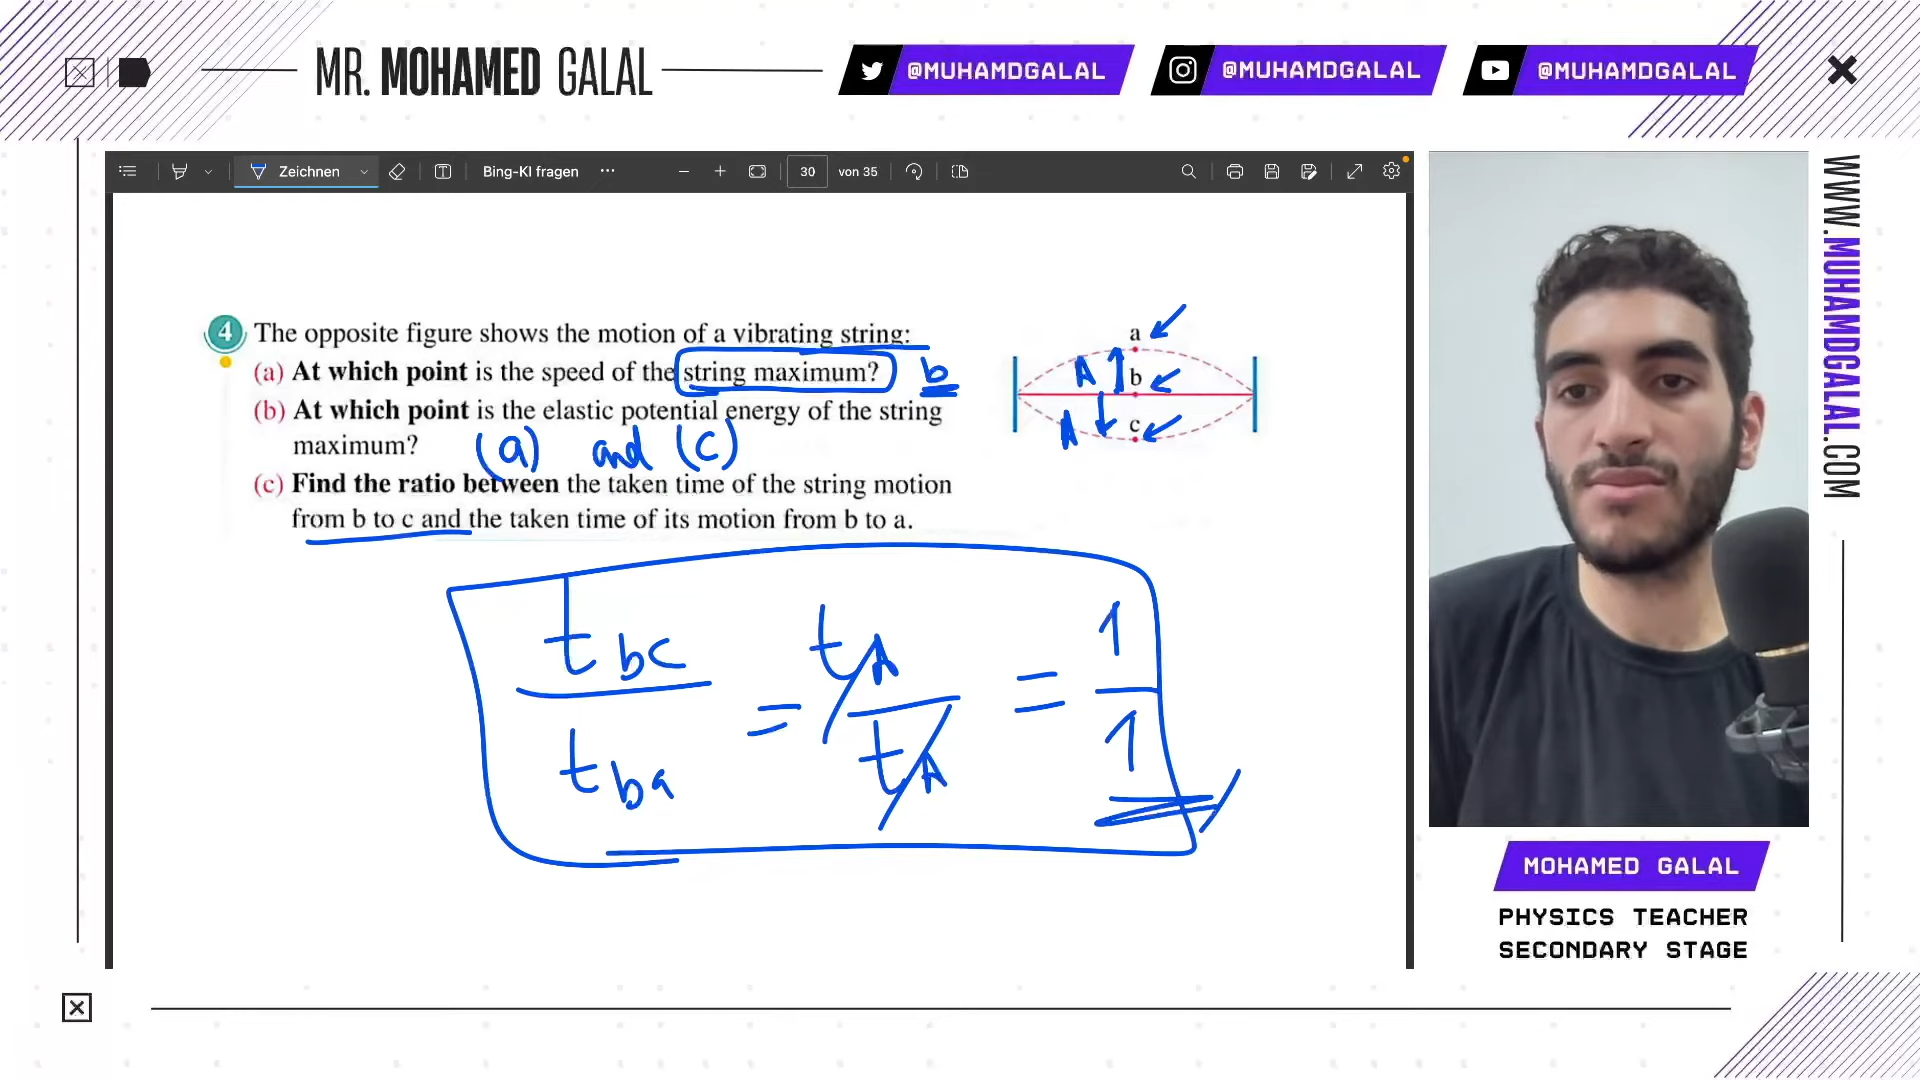 MR. MOHAMED GALAL
@MUHAMDGALAL
@MUHAMDGALAL
@MUHAMDGALAL
Zeichnen
Bing-KI fragen
30 von 35
4 The opposite figure shows the motion of a vibrating string:
(a) At which point is the speed of the string maximum? b
(b) At which point is the elastic potential energy of the string
maximum? (a) and (c)
(c) Find the ratio between the taken time of the string motion
from b to c and the taken time of its motion from b to a.
a
A b
A c
t bc / t ba = t A / t A = 1 / 1
WWW.MUHAMDGALAL.COM
MOHAMED GALAL
PHYSICS TEACHER
SECONDARY STAGE